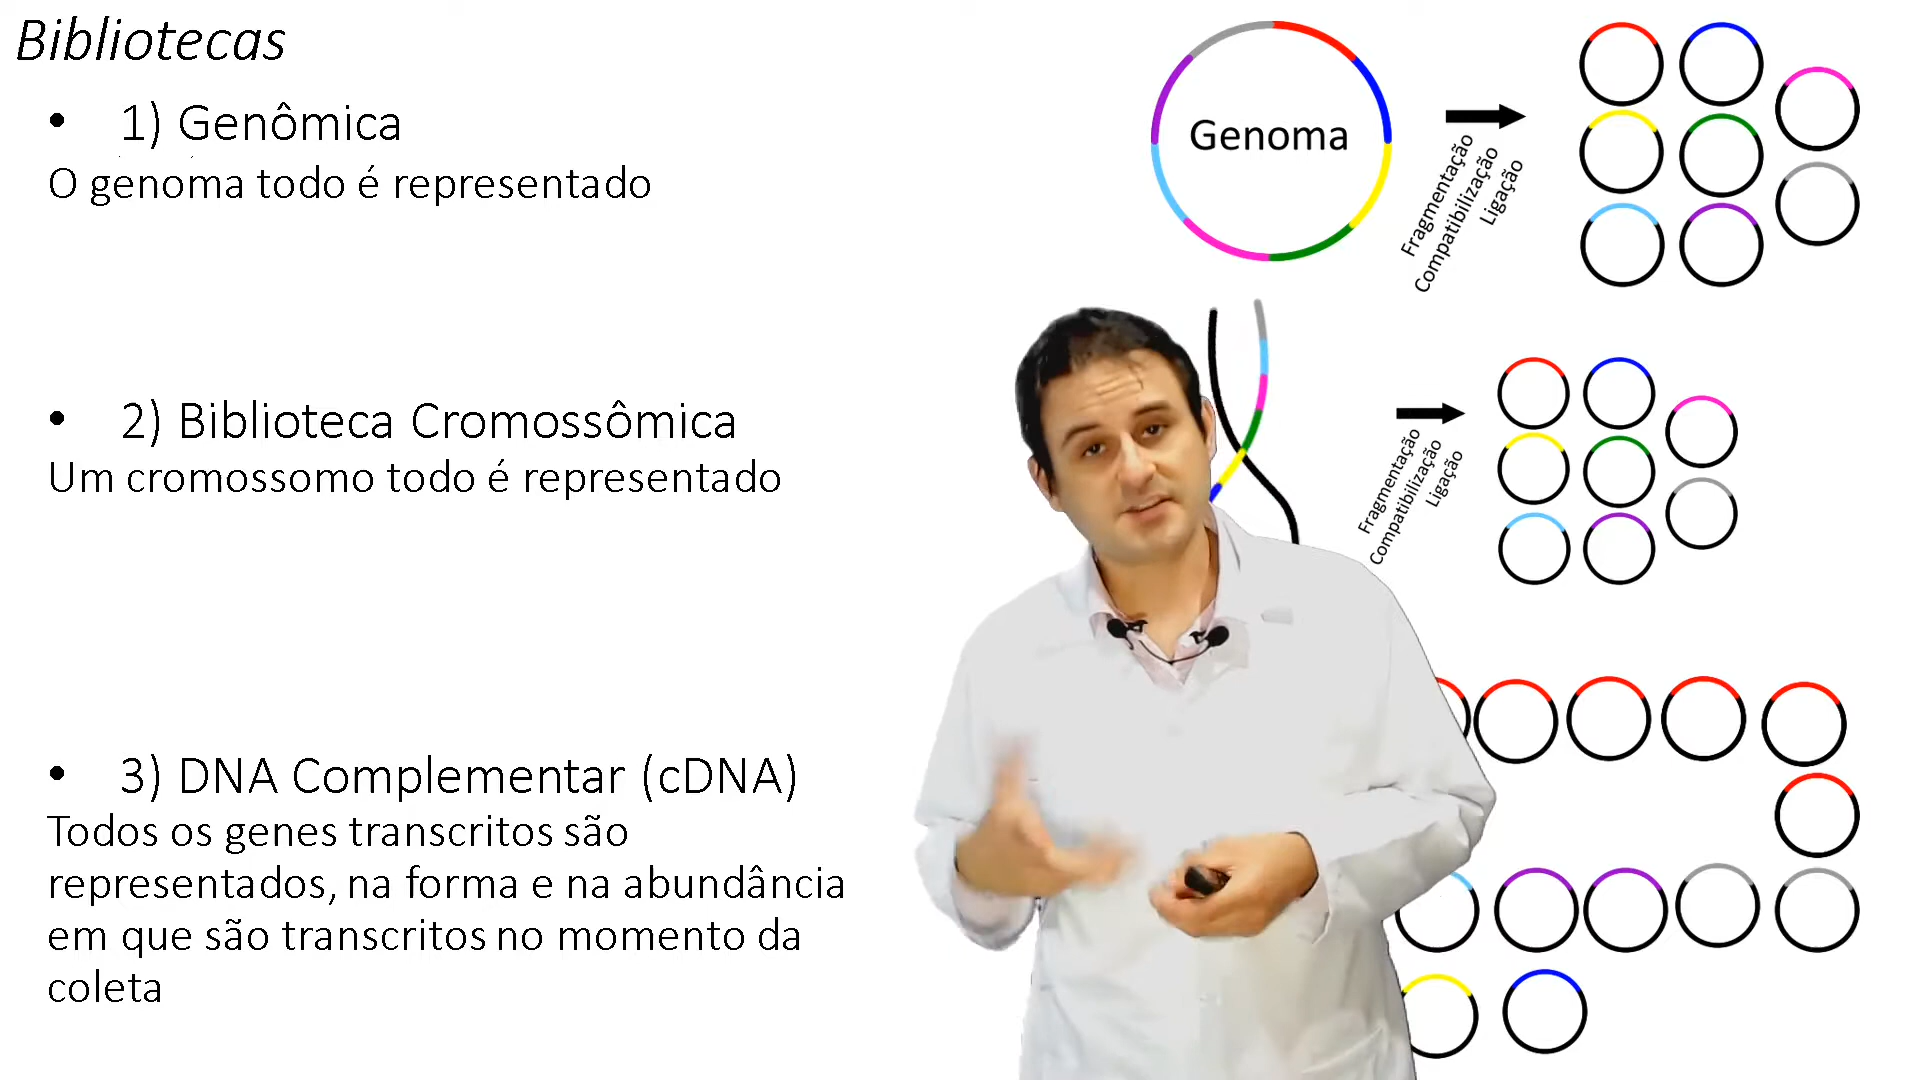 Bibliotecas
• 1) Genômica
O genoma todo é representado
Genoma
Fragmentação
Compatibilização
Ligação
• 2) Biblioteca Cromossômica
Um cromossomo todo é representado
Fragmentação
Compatibilização
Ligação
• 3) DNA Complementar (cDNA)
Todos os genes transcritos são
representados, na forma e na abundância
em que são transcritos no momento da
coleta